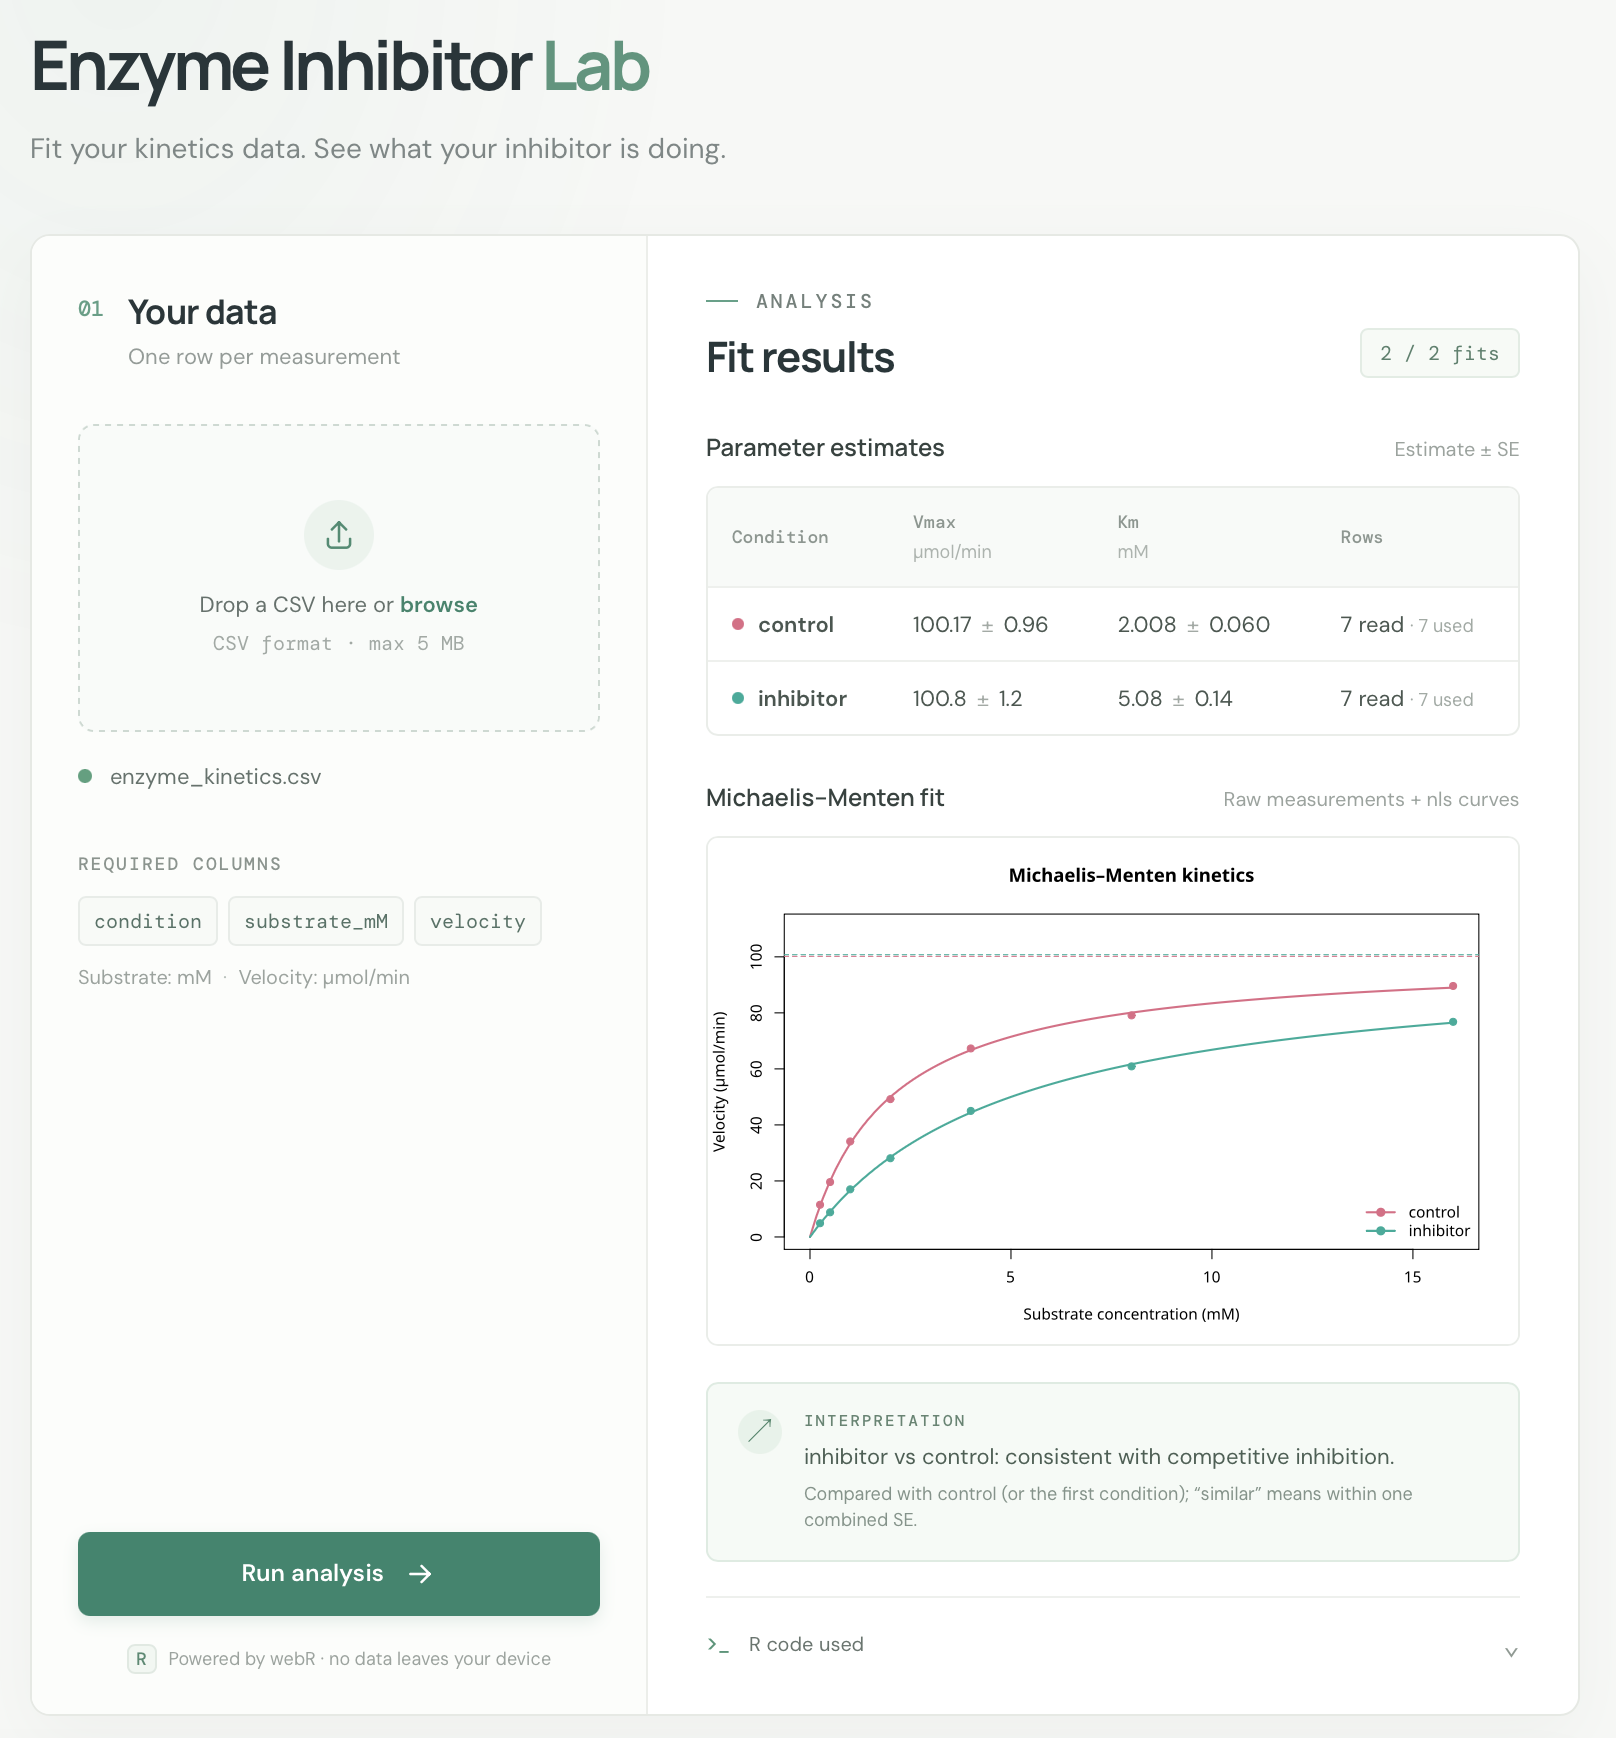 Enzyme Inhibitor Lab
Fit your kinetics data. See what your inhibitor is doing.
01 Your data
One row per measurement
Drop a CSV here or browse
CSV format · max 5 MB
enzyme_kinetics.csv
REQUIRED COLUMNS
condition substrate_mM velocity
Substrate: mM · Velocity: µmol/min
Run analysis →
R Powered by webR · no data leaves your device
ANALYSIS
Fit results
2 / 2 fits
Parameter estimates
Estimate ± SE
Condition Vmax µmol/min Km mM Rows
control 100.17 ± 0.96 2.008 ± 0.060 7 read · 7 used
inhibitor 100.8 ± 1.2 5.08 ± 0.14 7 read · 7 used
Michaelis–Menten fit
Raw measurements + nls curves
Michaelis–Menten kinetics
Velocity (µmol/min)
100
80
60
40
20
0
control
inhibitor
0 5 10 15
Substrate concentration (mM)
INTERPRETATION
inhibitor vs control: consistent with competitive inhibition.
Compared with control (or the first condition); “similar” means within one
combined SE.
>_ R code used